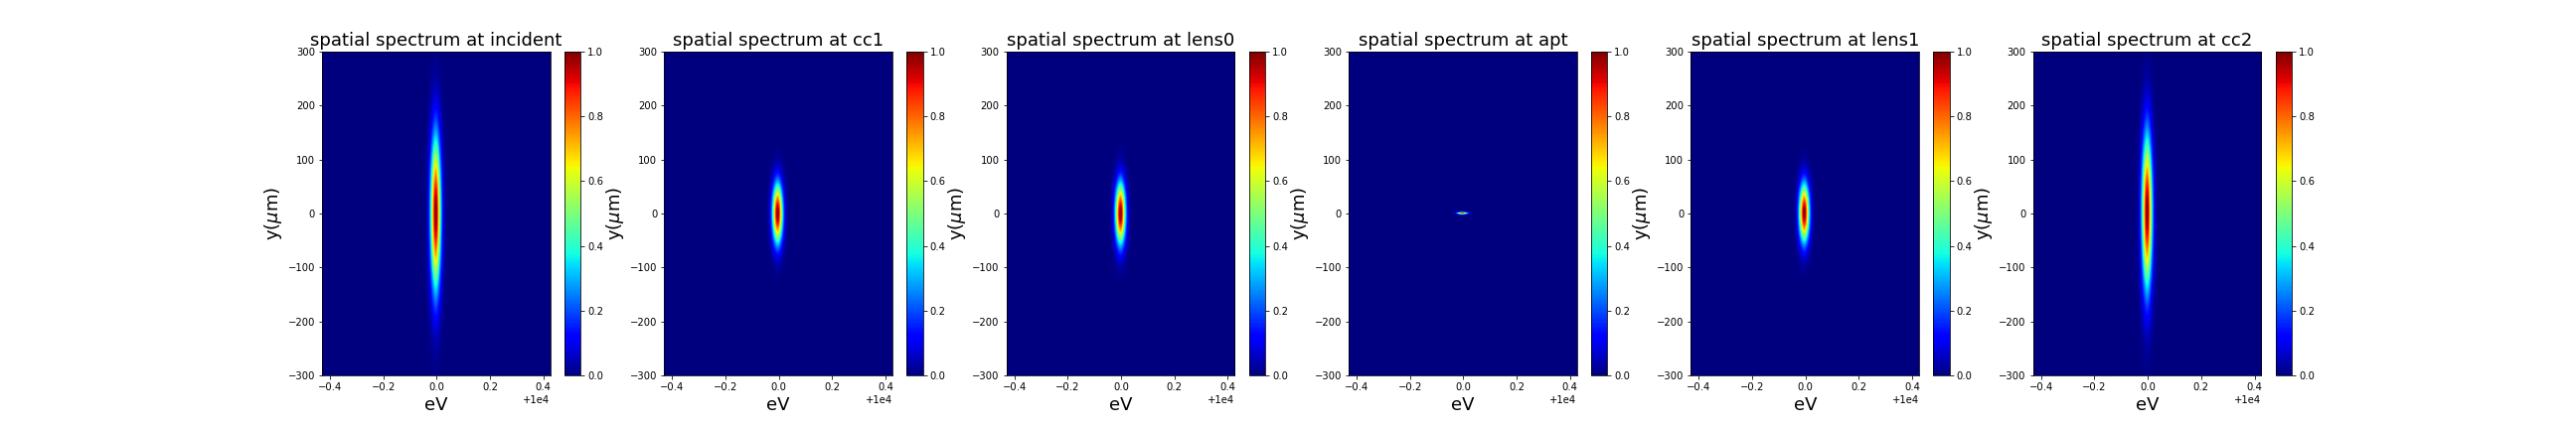 spatial spectrum at incident
300
200
100
0
−100
−200
−300
y(μm)
−0.4 −0.2 0.0 0.2 0.4
+1e4
eV
1.0
0.8
0.6
0.4
0.2
0.0
spatial spectrum at cc1
300
200
100
0
−100
−200
−300
y(μm)
−0.4 −0.2 0.0 0.2 0.4
+1e4
eV
1.0
0.8
0.6
0.4
0.2
0.0
spatial spectrum at lens0
300
200
100
0
−100
−200
−300
y(μm)
−0.4 −0.2 0.0 0.2 0.4
+1e4
eV
1.0
0.8
0.6
0.4
0.2
0.0
spatial spectrum at apt
300
200
100
0
−100
−200
−300
y(μm)
−0.4 −0.2 0.0 0.2 0.4
+1e4
eV
1.0
0.8
0.6
0.4
0.2
0.0
spatial spectrum at lens1
300
200
100
0
−100
−200
−300
y(μm)
−0.4 −0.2 0.0 0.2 0.4
+1e4
eV
1.0
0.8
0.6
0.4
0.2
0.0
spatial spectrum at cc2
300
200
100
0
−100
−200
−300
y(μm)
−0.4 −0.2 0.0 0.2 0.4
+1e4
eV
1.0
0.8
0.6
0.4
0.2
0.0